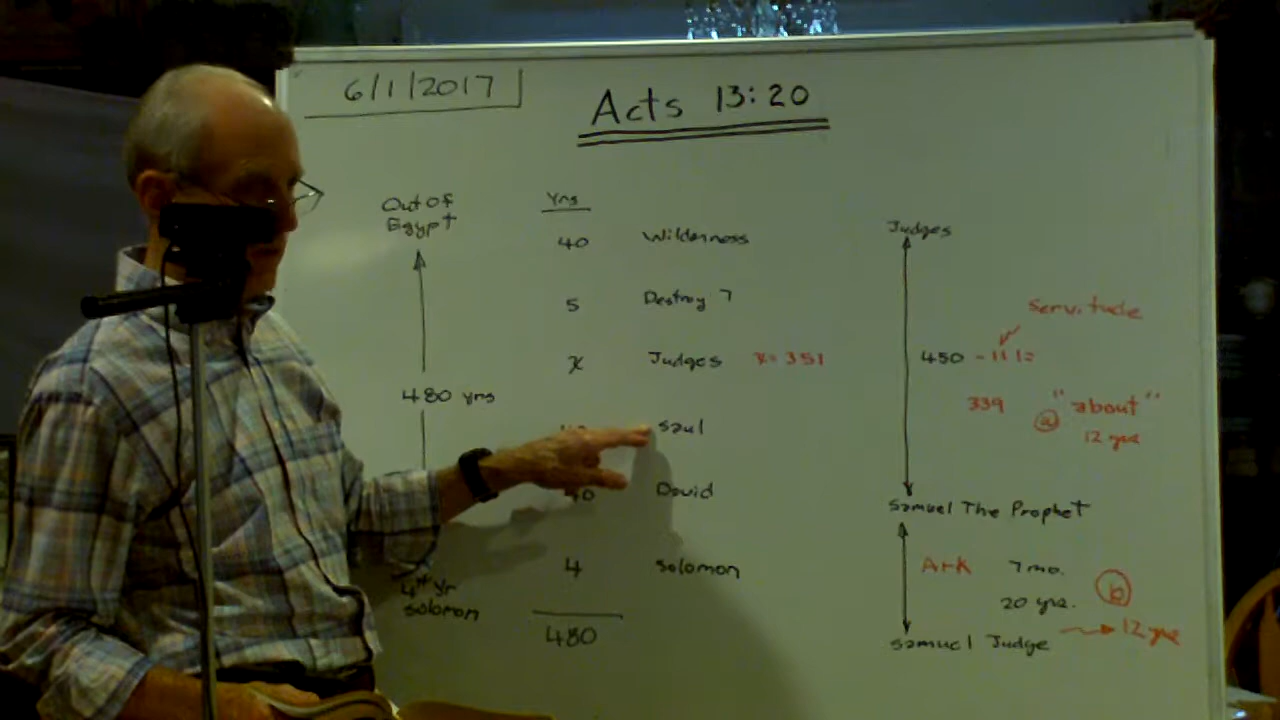 6/1/2017
Acts 13:20
Out Of
Egypt
480 yrs
4th yr
Solomon
Yrs
40 Wilderness
5 Destroy 7
x Judges x=351
Saul
40 David
4 Solomon
480
Judges
Servitude
450 - 111=
339 "about"
a 12 yrs
Samuel The Prophet
Ark 7 mo.
20 yrs. b
Samuel Judge → 12 yrs